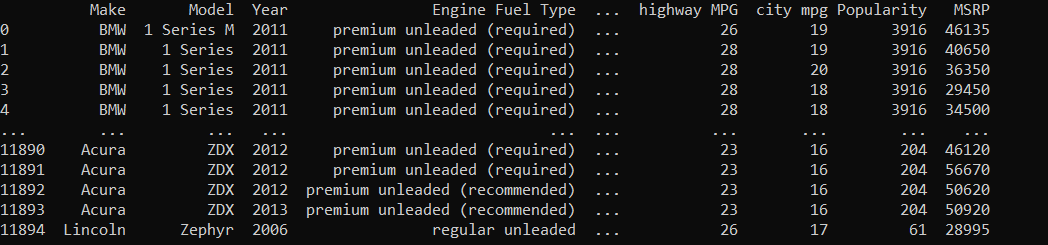 Make Model Year Engine Fuel Type ... highway MPG city mpg Popularity MSRP
0 BMW 1 Series M 2011 premium unleaded (required) ... 26 19 3916 46135
1 BMW 1 Series 2011 premium unleaded (required) ... 28 19 3916 40650
2 BMW 1 Series 2011 premium unleaded (required) ... 28 20 3916 36350
3 BMW 1 Series 2011 premium unleaded (required) ... 28 18 3916 29450
4 BMW 1 Series 2011 premium unleaded (required) ... 28 18 3916 34500
... ... ... ... ... ... ... ... ... ...
11890 Acura ZDX 2012 premium unleaded (required) ... 23 16 204 46120
11891 Acura ZDX 2012 premium unleaded (required) ... 23 16 204 56670
11892 Acura ZDX 2012 premium unleaded (recommended) ... 23 16 204 50620
11893 Acura ZDX 2013 premium unleaded (recommended) ... 23 16 204 50920
11894 Lincoln Zephyr 2006 regular unleaded ... 26 17 61 28995